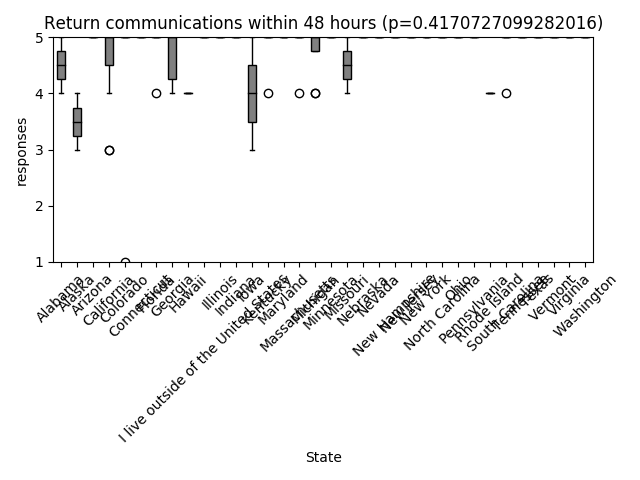 Return communications within 48 hours (p=0.4170727099282016)
responses
5
4
3
2
1
Alabama
Alaska
Arizona
California
Colorado
Connecticut
Florida
Georgia
Hawaii
I live outside of the United States
Illinois
Indiana
Iowa
Kentucky
Maryland
Massachusetts
Michigan
Minnesota
Missouri
Nebraska
Nevada
New Hampshire
New Jersey
New York
North Carolina
Ohio
Pennsylvania
Rhode Island
South Carolina
Tennessee
Texas
Vermont
Virginia
Washington
State